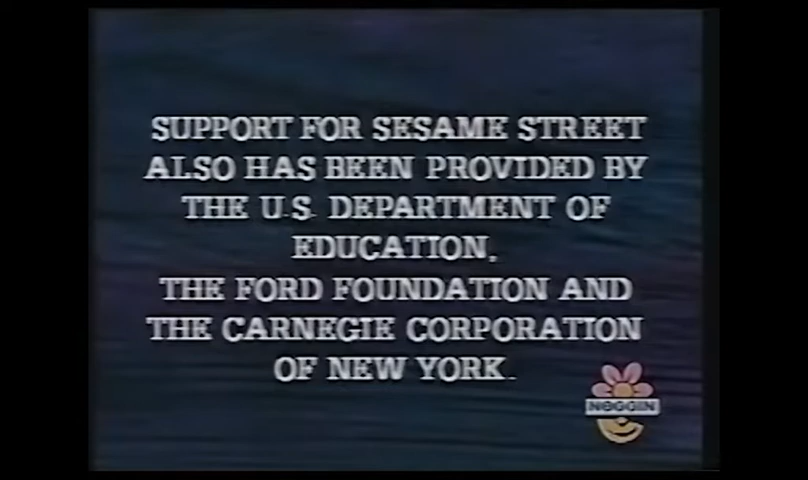 SUPPORT FOR SESAME STREET
ALSO HAS BEEN PROVIDED BY
THE U.S. DEPARTMENT OF
EDUCATION,
THE FORD FOUNDATION AND
THE CARNEGIE CORPORATION
OF NEW YORK.
NOGGIN